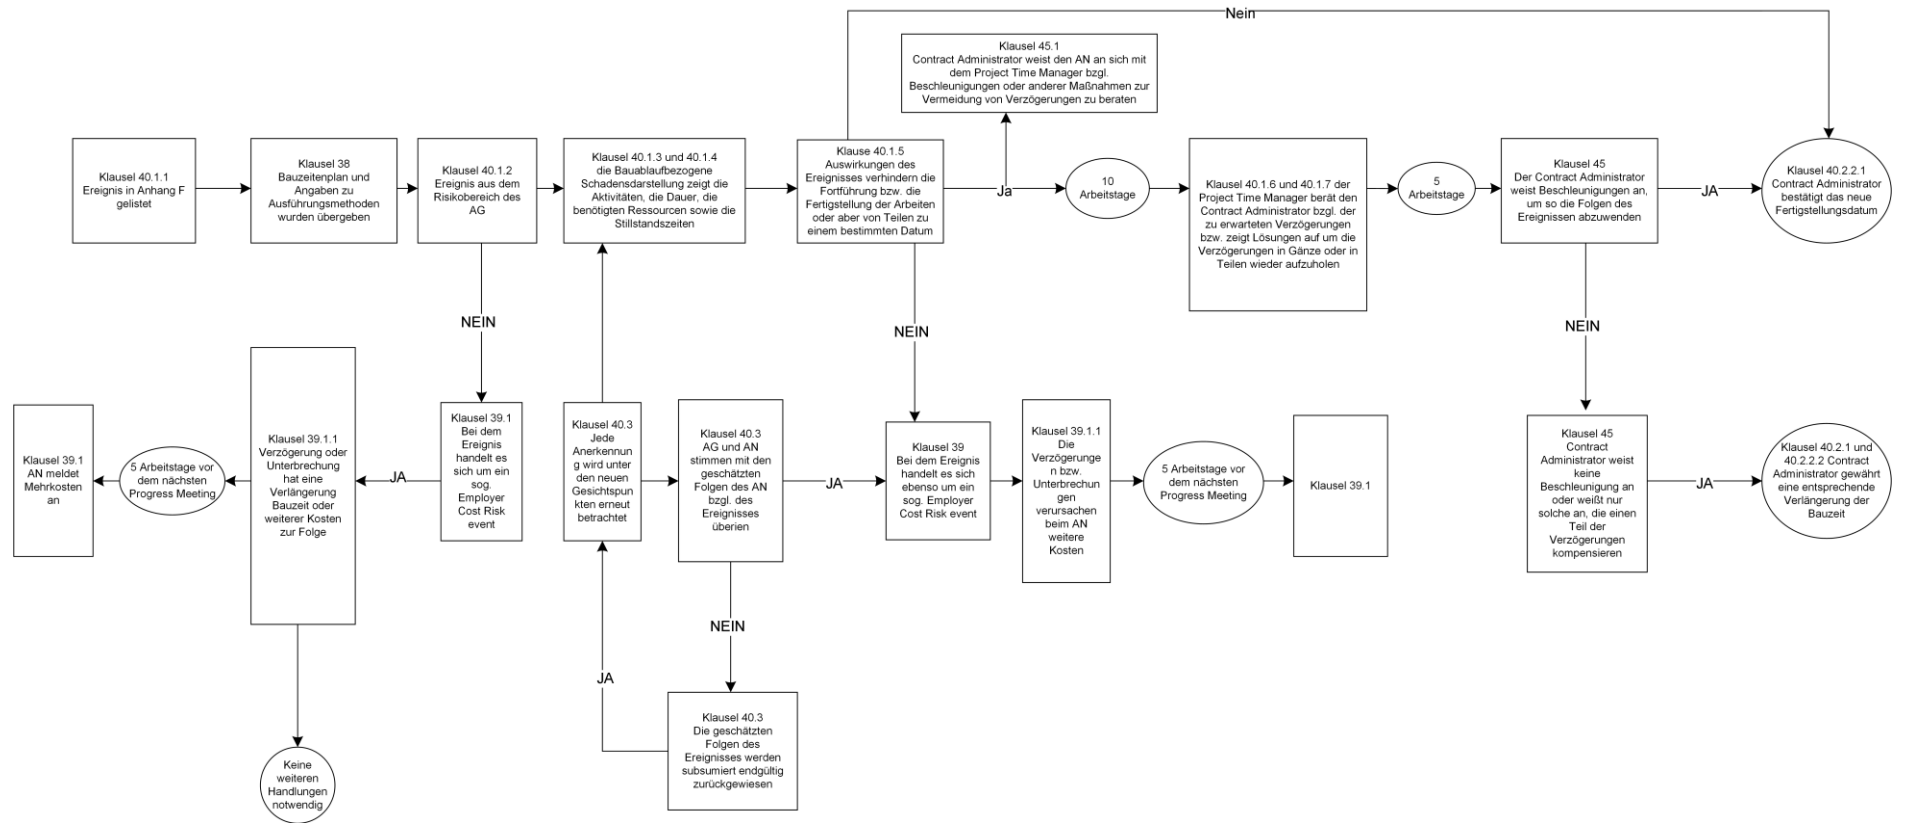 Nein
Klausel 45.1
Contract Administrator weist den AN an sich mit
dem Project Time Manager bzgl.
Beschleunigungen oder anderer Maßnahmen zur
Vermeidung von Verzögerungen zu beraten
Klausel 40.1.1
Ereignis in Anhang F
gelistet
Klausel 38
Bauzeitenplan und
Angaben zu
Ausführungsmethoden
wurden übergeben
Klausel 40.1.2
Ereignis aus dem
Risikobereich des
AG
Klausel 40.1.3 und 40.1.4
die Bauablaufbezogene
Schadensdarstellung zeigt die
Aktivitäten, die Dauer, die
benötigten Ressourcen sowie die
Stillstandszeiten
Klause 40.1.5
Auswirkungen des
Ereignisses verhindern die
Fortführung bzw. die
Fertigstellung der Arbeiten
oder aber von Teilen zu
einem bestimmten Datum
Ja
10
Arbeitstage
Klausel 40.1.6 und 40.1.7 der
Project Time Manager berät den
Contract Administrator bzgl. der
zu erwarteten Verzögerungen
bzw. zeigt Lösungen auf um die
Verzögerungen in Gänze oder in
Teilen wieder aufzuholen
5
Arbeitstage
Klausel 45
Der Contract Administrator
weist Beschleunigungen an,
um so die Folgen des
Ereignissen abzuwenden
JA
Klausel 40.2.2.1
Contract Administrator
bestätigt das neue
Fertigstellungsdatum
NEIN
NEIN
NEIN
Klausel 39.1
AN meldet
Mehrkosten
an
5 Arbeitstage vor
dem nächsten
Progress Meeting
Klausel 39.1.1
Verzögerung oder
Unterbrechung
hat eine
Verlängerung
Bauzeit oder
weiterer Kosten
zur Folge
JA
Klausel 39.1
Bei dem
Ereignis
handelt es
sich um ein
sog.
Employer
Cost Risk
event
Klausel 40.3
Jede
Anerkennun
g wird unter
den neuen
Gesichtspu
nkten erneut
betrachtet
Klausel 40.3
AG und AN
stimmen mit den
geschätzten
Folgen des AN
bzgl. des
Ereignisses
überien
JA
Klausel 39
Bei dem Ereignis
handelt es sich
ebenso um ein
sog. Employer
Cost Risk event
Klausel 39.1.1
Die
Verzögerunge
n bzw.
Unterbrechun
gen
verursachen
beim AN
weitere
Kosten
5 Arbeitstage vor
dem nächsten
Progress Meeting
Klausel 39.1
Klausel 45
Contract
Administrator weist
keine
Beschleunigung an
oder weißt nur
solche an, die einen
Teil der
Verzögerungen
kompensieren
JA
Klausel 40.2.1 und
40.2.2.2 Contract
Administrator gewährt
eine entsprechende
Verlängerung der
Bauzeit
NEIN
JA
Klausel 40.3
Die geschätzten
Folgen des
Ereignisses werden
subsumiert endgültig
zurückgewiesen
Keine
weiteren
Handlungen
notwendig